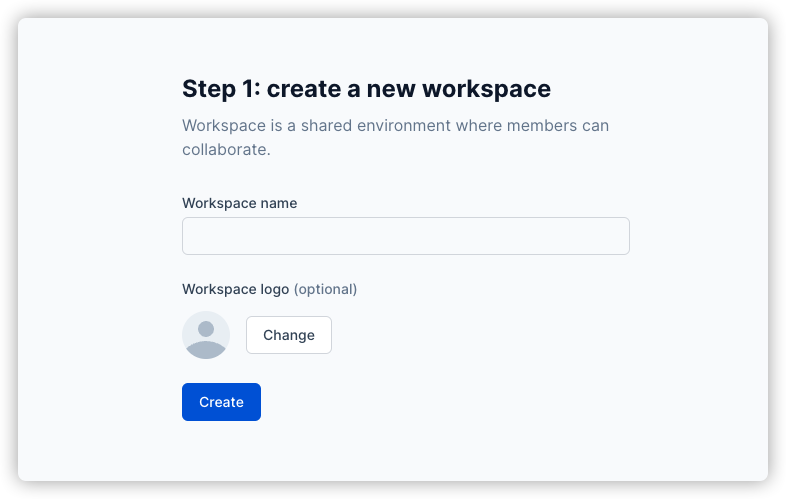 Step 1: create a new workspace
Workspace is a shared environment where members can
collaborate.
Workspace name
Workspace logo (optional)
Change
Create